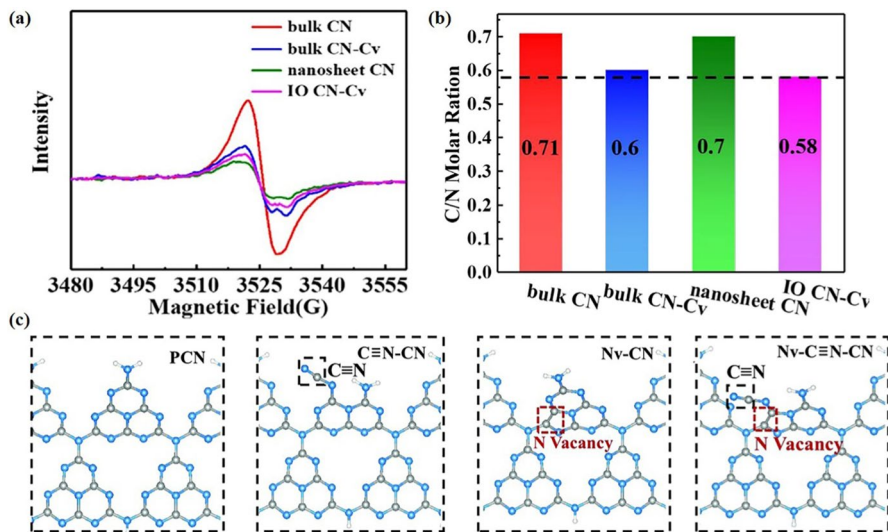 (a)
bulk CN
bulk CN-Cv
nanosheet CN
IO CN-Cv
Intensity
3480 3495 3510 3525 3540 3555
Magnetic Field(G)
(b)
C/N Molar Ration
0.7
0.6
0.5
0.4
0.3
0.2
0.1
0.0
0.71
0.6
0.7
0.58
bulk CN
bulk CN-Cv
nanosheet CN
IO CN-Cv
(c)
PCN
C≡N-CN
C≡N
Nv-CN
N Vacancy
Nv-C≡N-CN
C≡N
N Vacancy